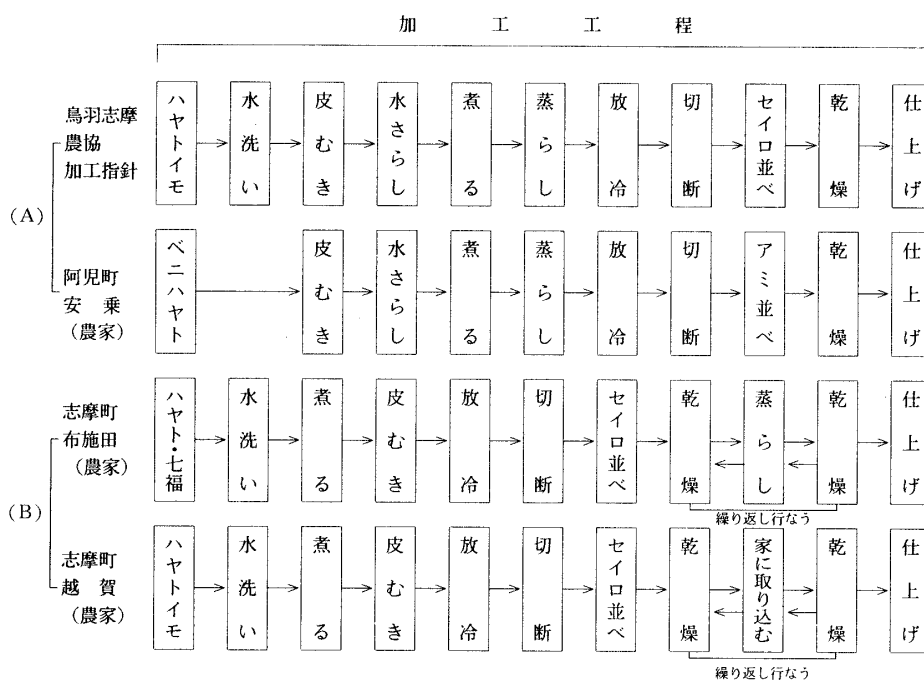 加工工程
(A)
鳥羽志摩
農協
加工指針
ハヤトイモ
水洗い
皮むき
水さらし
煮る
蒸らし
放冷
切断
セイロ並べ
乾燥
仕上げ
阿児町
安乗
(農家)
ベニハヤト
皮むき
水さらし
煮る
蒸らし
放冷
切断
アミ並べ
乾燥
仕上げ
(B)
志摩町
布施田
(農家)
ハヤト・七福
水洗い
煮る
皮むき
放冷
切断
セイロ並べ
乾燥
蒸らし
乾燥
仕上げ
繰り返し行なう
志摩町
越賀
(農家)
ハヤトイモ
水洗い
煮る
皮むき
放冷
切断
セイロ並べ
乾燥
家に取り込む
乾燥
仕上げ
繰り返し行なう